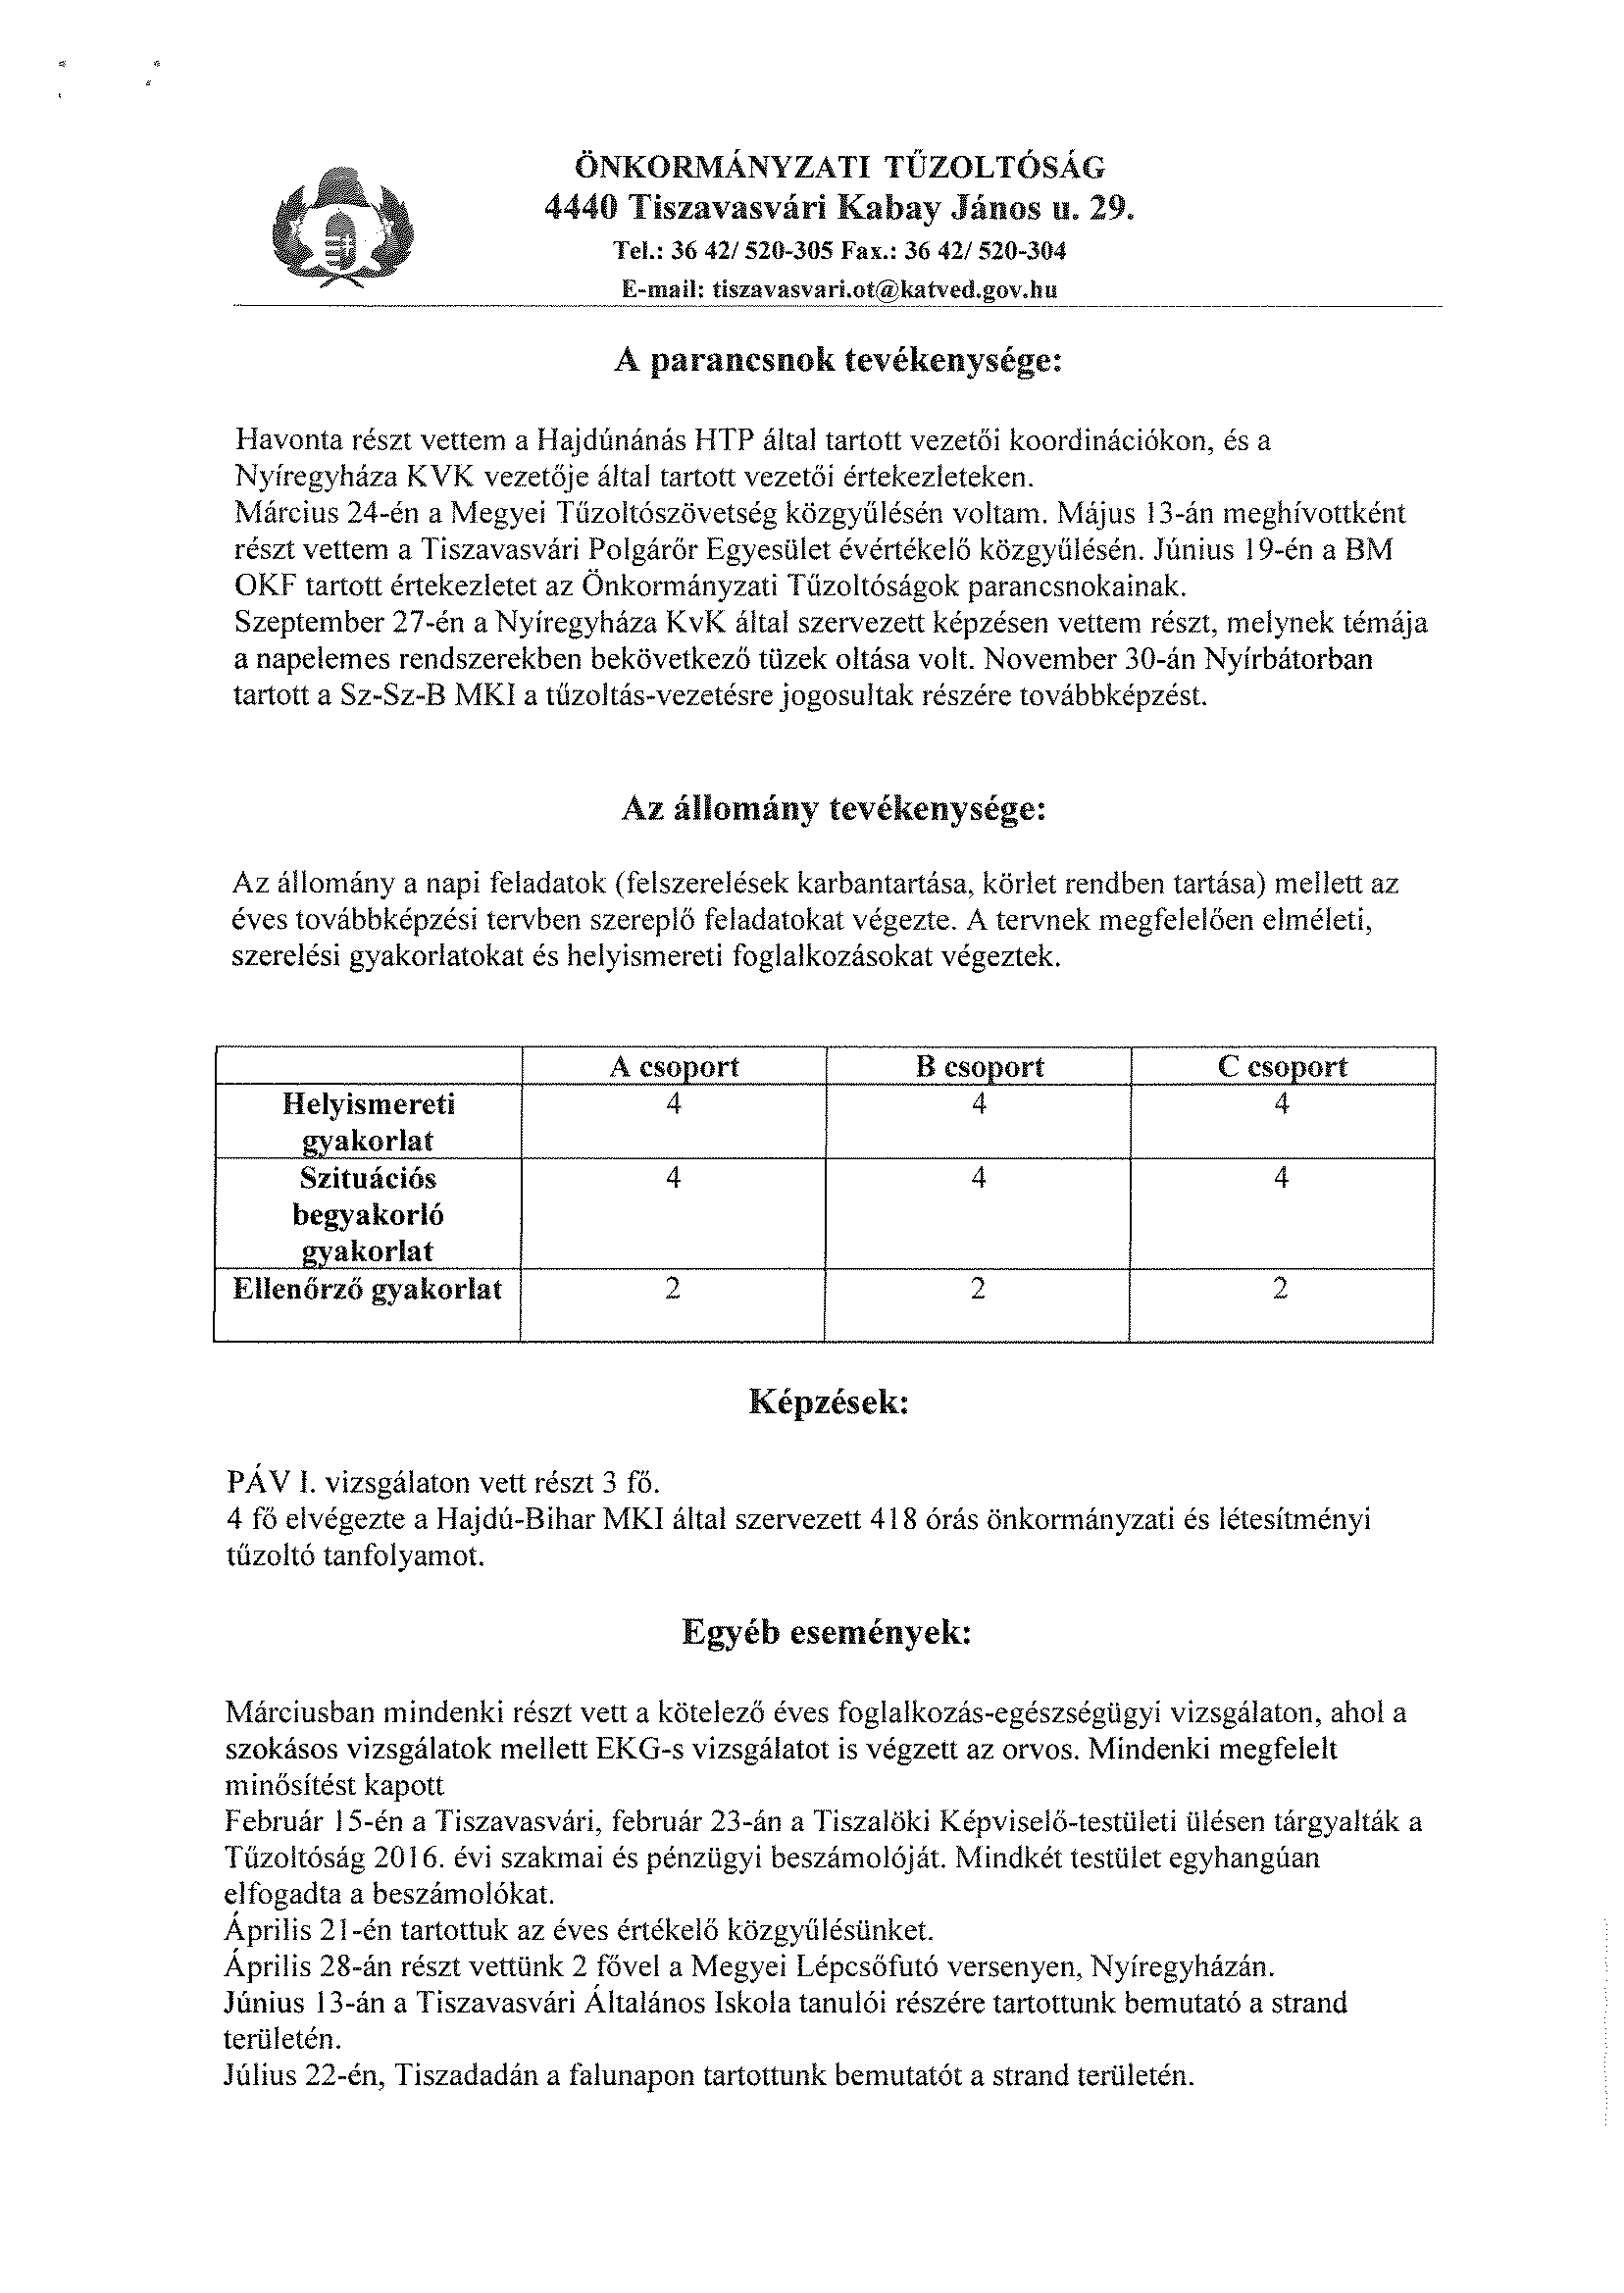 ÖNKORMÁNYZATI TŰZOLTÓSÁG
4440 Tiszavasvári Kabay János u. 29.
Tel.: 36 42/ 520-305 Fax.: 36 42/ 520-304
E-mail: tiszavasvari.ot@katved.gov.hu
A parancsnok tevékenysége:
Havonta részt vettem a Hajdúnánás HTP által tartott vezetői koordinációkon, és a
Nyíregyháza KVK vezetője által tartott vezetői értekezleteken.
Március 24-én a Megyei Tűzoltószövetség közgyűlésén voltam. Május 13-án meghívottként
részt vettem a Tiszavasvári Polgárőr Egyesület évértékelő közgyűlésén. Június 19-én a BM
OKF tartott értekezletet az Önkormányzati Tűzoltóságok parancsnokainak.
Szeptember 27-én a Nyíregyháza KvK által szervezett képzésen vettem részt, melynek témája
a napelemes rendszerekben bekövetkező tüzek oltása volt. November 30-án Nyírbátorban
tartott a Sz-Sz-B MKI a tűzoltás-vezetésre jogosultak részére továbbképzést.
Az állomány tevékenysége:
Az állomány a napi feladatok (felszerelések karbantartása, körlet rendben tartása) mellett az
éves továbbképzési tervben szereplő feladatokat végezte. A tervnek megfelelően elméleti,
szerelési gyakorlatokat és helyismereti foglalkozásokat végeztek.
A csoport B csoport C csoport
Helyismereti 4 4 4
gyakorlat
Szituációs 4 4 4
begyakorló
gyakorlat
Ellenőrző gyakorlat 2 2 2
Képzések:
PÁV I. vizsgálaton vett részt 3 fő.
4 fő elvégezte a Hajdú-Bihar MKI által szervezett 418 órás önkormányzati és létesítményi
tűzoltó tanfolyamot.
Egyéb események:
Márciusban mindenki részt vett a kötelező éves foglalkozás-egészségügyi vizsgálaton, ahol a
szokásos vizsgálatok mellett EKG-s vizsgálatot is végzett az orvos. Mindenki megfelelt
minősítést kapott
Február 15-én a Tiszavasvári, február 23-án a Tiszalöki Képviselő-testületi ülésen tárgyalták a
Tűzoltóság 2016. évi szakmai és pénzügyi beszámolóját. Mindkét testület egyhangúan
elfogadta a beszámolókat.
Április 21-én tartottuk az éves értékelő közgyűlésünket.
Április 28-án részt vettünk 2 fővel a Megyei Lépcsőfutó versenyen, Nyíregyházán.
Június 13-án a Tiszavasvári Általános Iskola tanulói részére tartottunk bemutató a strand
területén.
Július 22-én, Tiszadadán a falunapon tartottunk bemutatót a strand területén.